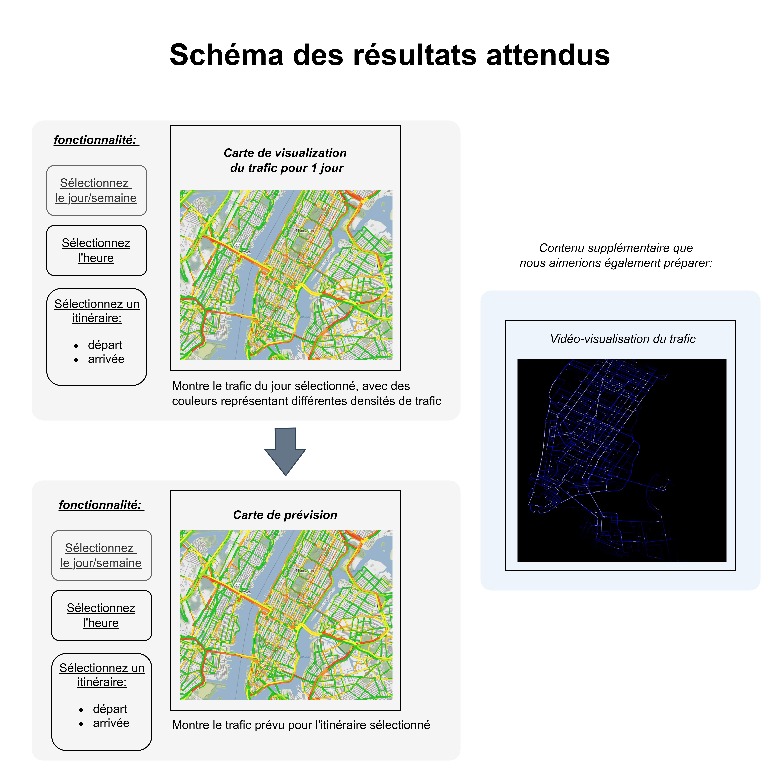 Schéma des résultats attendus
fonctionnalité:
Sélectionnez
le jour/semaine
Sélectionnez
l'heure
Sélectionnez un
itinéraire:
• départ
• arrivée
Carte de visualization
du trafic pour 1 jour
Montre le trafic du jour sélectionné, avec des
couleurs représentant différentes densités de trafic
Contenu supplémentaire que
nous aimerions également préparer:
Vidéo-visualisation du trafic
fonctionnalité:
Sélectionnez
le jour/semaine
Sélectionnez
l'heure
Sélectionnez un
itinéraire:
• départ
• arrivée
Carte de prévision
Montre le trafic prévu pour l'itinéraire sélectionné